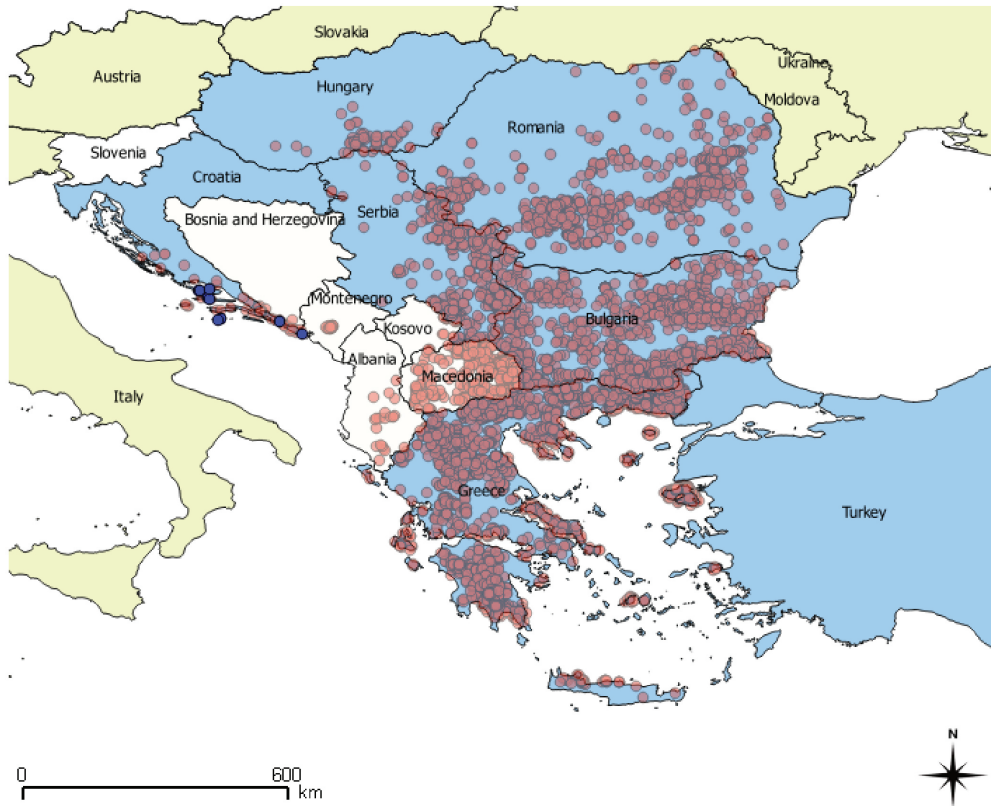 Slovakia
Austria
Ukraine
Hungary
Moldova
Romania
Slovenia
Croatia
Serbia
Bosnia and Herzegovina
Montenegro
Kosovo
Bulgaria
Albania
Macedonia
Italy
Greece
Turkey
N
0 600
km